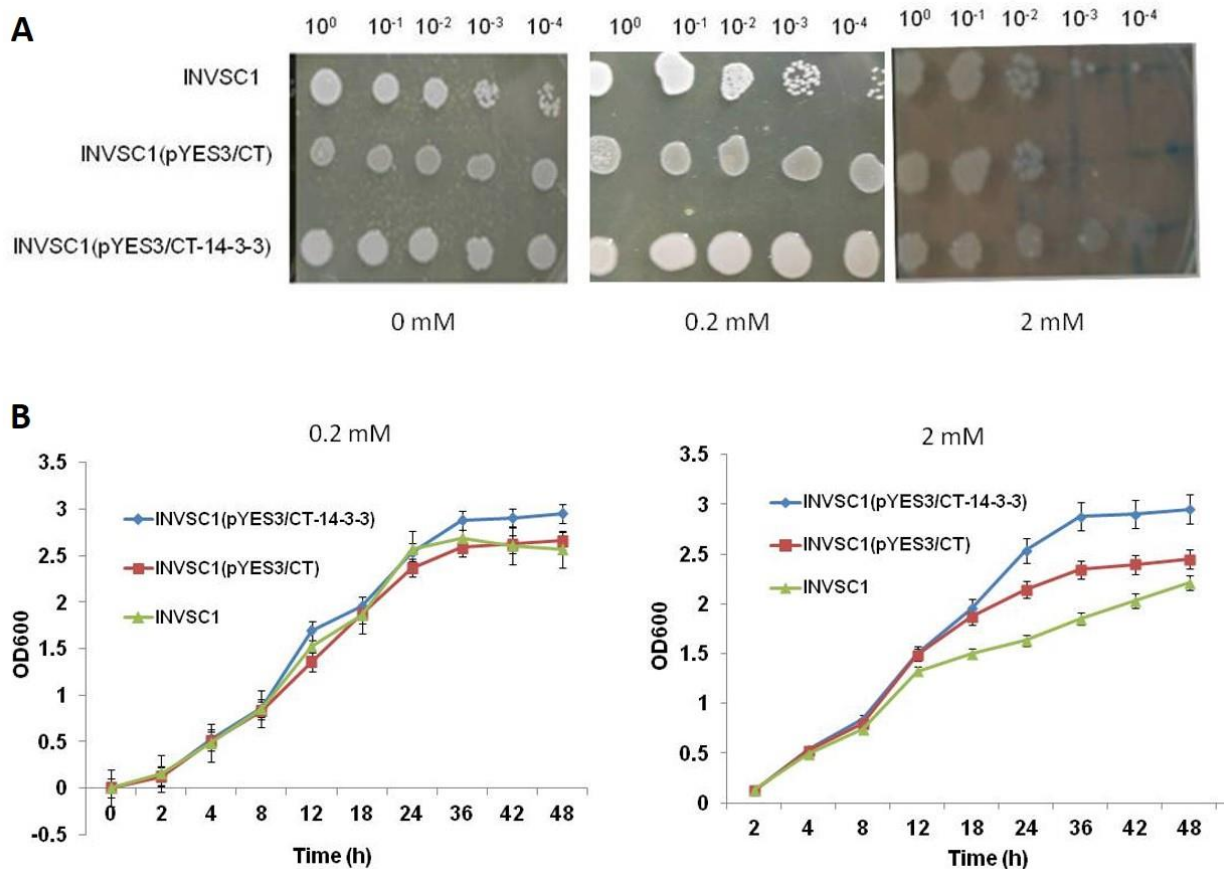 A
10⁰ 10⁻¹ 10⁻² 10⁻³ 10⁻⁴
10⁰ 10⁻¹ 10⁻² 10⁻³ 10⁻⁴
10⁰ 10⁻¹ 10⁻² 10⁻³ 10⁻⁴
INVSC1
INVSC1(pYES3/CT)
INVSC1(pYES3/CT-14-3-3)
0 mM
0.2 mM
2 mM
B
0.2 mM
3.5
3
2.5
2
1.5
1
0.5
0
-0.5
OD600
INVSC1(pYES3/CT-14-3-3)
INVSC1(pYES3/CT)
INVSC1
0 2 4 8 12 18 24 36 42 48
Time (h)
2 mM
3.5
3
2.5
2
1.5
1
0.5
0
OD600
INVSC1(pYES3/CT-14-3-3)
INVSC1(pYES3/CT)
INVSC1
2 4 8 12 18 24 36 42 48
Time (h)